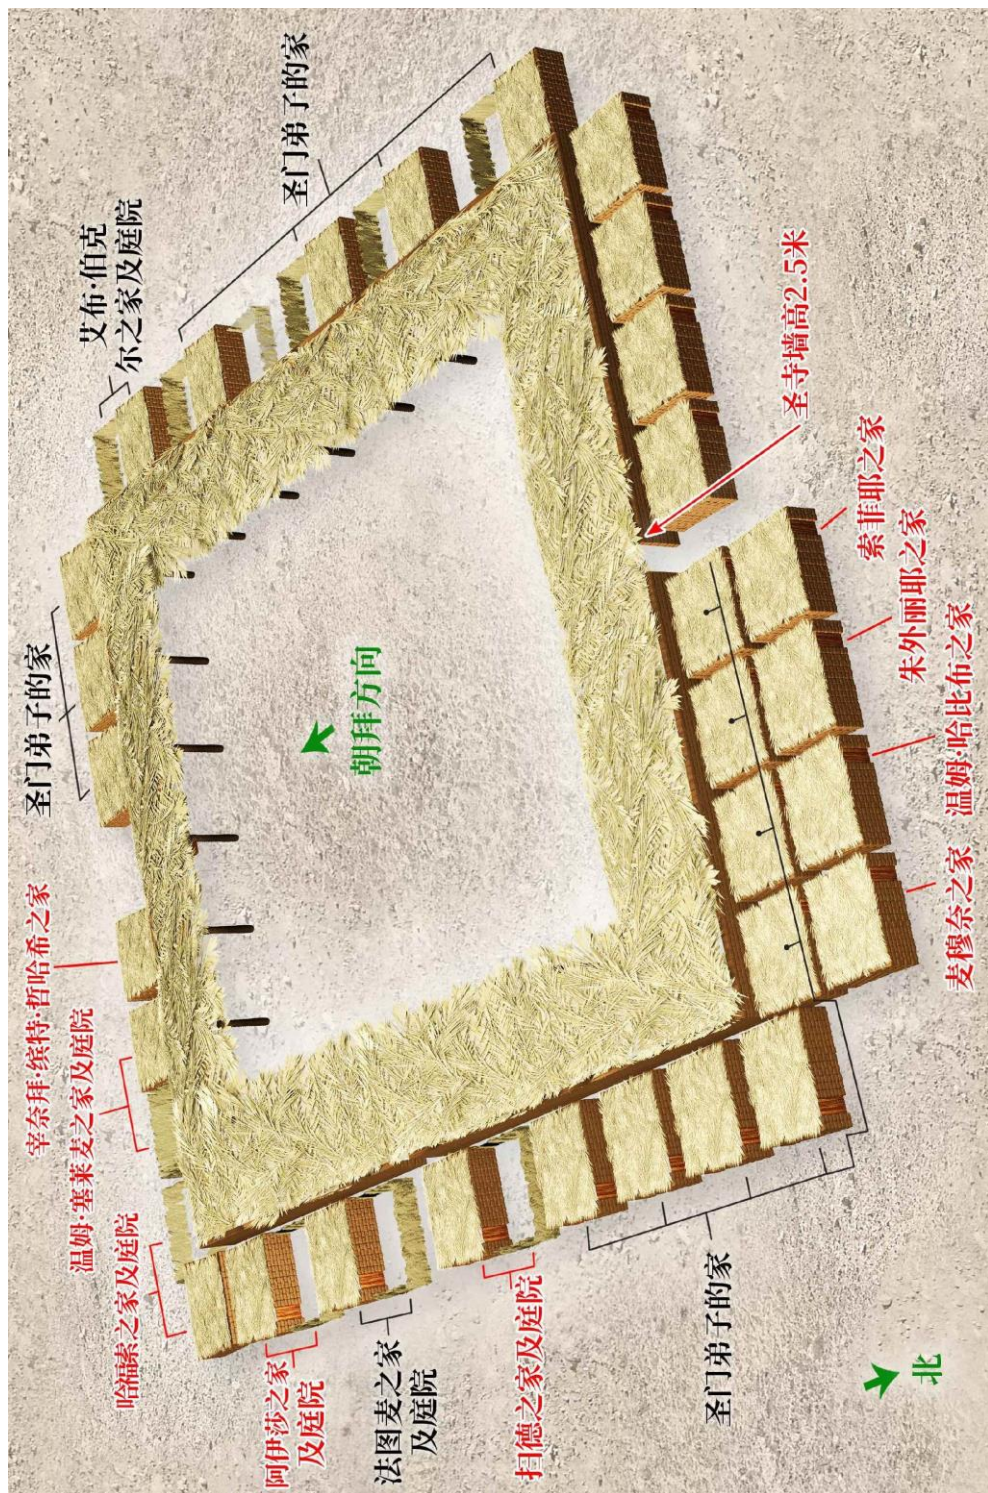 宰奈拜·缤特·哲哈希之家
圣门弟子的家
温姆·塞莱麦之家及庭院
艾布·伯克
尔之家及庭院
哈福索之家及庭院
圣门弟子的家
阿伊莎之家
及庭院
朝拜方向
法图麦之家
及庭院
扫德之家及庭院
圣门弟子的家
圣寺墙高2.5米
索菲耶之家
朱外丽耶之家
温姆·哈比布之家
麦穆奈之家
北